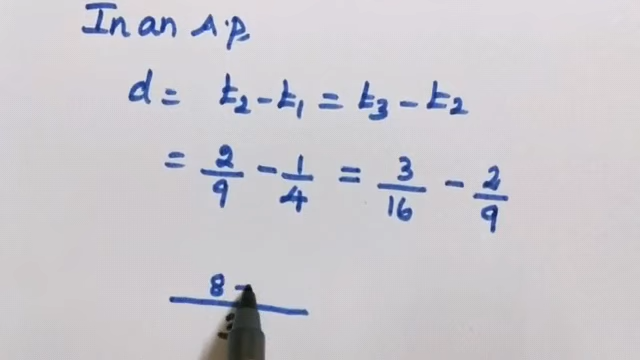 In an A.P.
d = t₂ - t₁ = t₃ - t₂
= 2/9 - 1/4 = 3/16 - 2/9
8 -